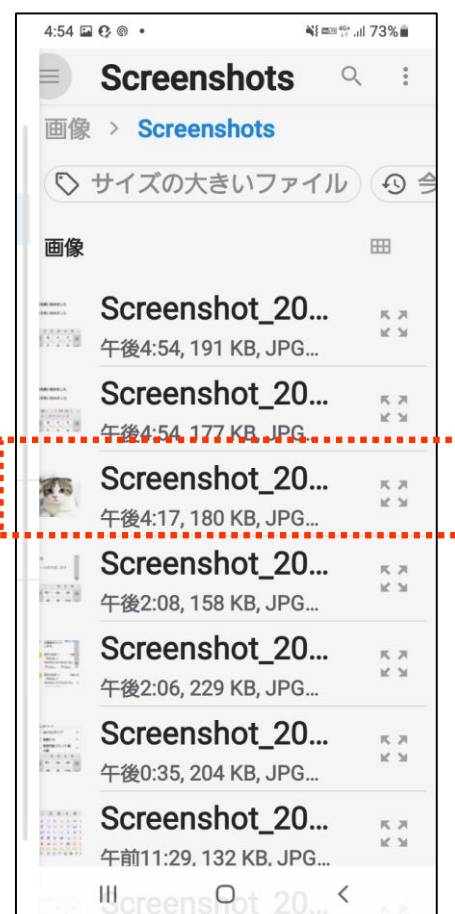 4:54 73%
Screenshots
画像 > Screenshots
サイズの大きいファイル 今
画像
Screenshot_20...
午後4:54, 191 KB, JPG...
Screenshot_20...
午後4:54, 177 KB, JPG...
Screenshot_20...
午後4:17, 180 KB, JPG...
Screenshot_20...
午後2:08, 158 KB, JPG...
Screenshot_20...
午後2:06, 229 KB, JPG...
Screenshot_20...
午後0:35, 204 KB, JPG...
Screenshot_20...
午前11:29, 132 KB, JPG...
Screenshot_20...